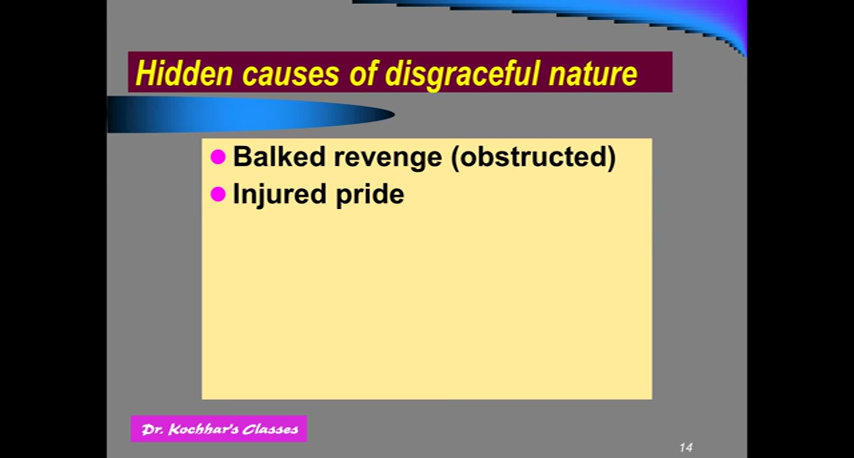 Hidden causes of disgraceful nature
Balked revenge (obstructed)
Injured pride
Dr. Kochhar's Classes
14